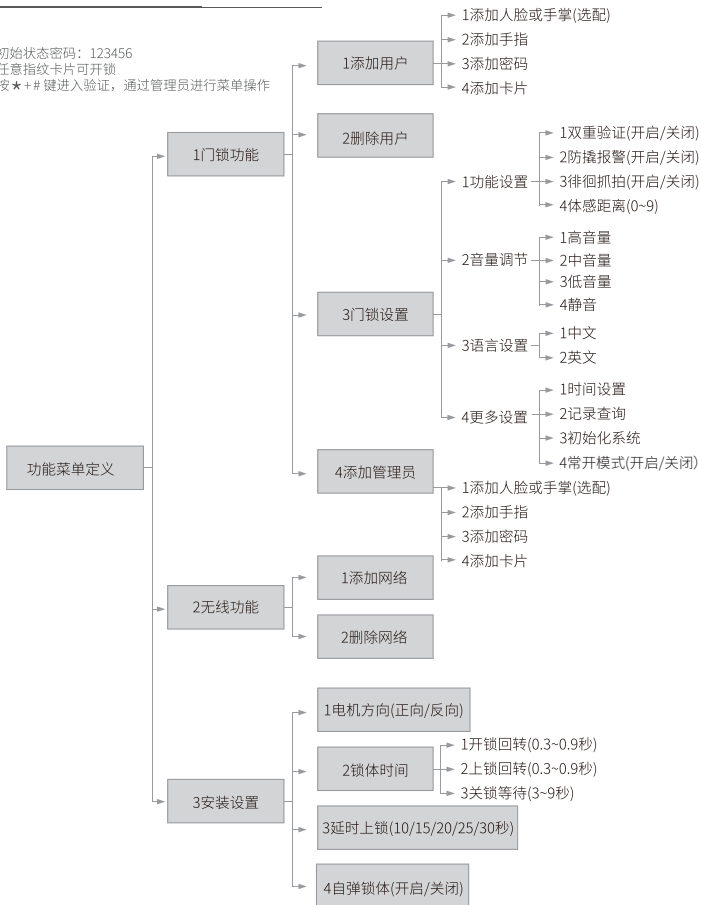 初始状态密码：123456
任意指纹卡片可开锁
按★+# 键进入验证，通过管理员进行菜单操作
功能菜单定义
1门锁功能
1添加用户
1添加人脸或手掌(选配)
2添加手指
3添加密码
4添加卡片
2删除用户
3门锁设置
1功能设置
1双重验证(开启/关闭)
2防撬报警(开启/关闭)
3徘徊抓拍(开启/关闭)
4体感距离(0~9)
2音量调节
1高音量
2中音量
3低音量
4静音
3语言设置
1中文
2英文
4更多设置
1时间设置
2记录查询
3初始化系统
4常开模式(开启/关闭）
4添加管理员
1添加人脸或手掌(选配)
2添加手指
3添加密码
4添加卡片
2无线功能
1添加网络
2删除网络
3安装设置
1电机方向(正向/反向)
2锁体时间
1开锁回转(0.3~0.9秒)
2上锁回转(0.3~0.9秒)
3关锁等待(3~9秒)
3延时上锁(10/15/20/25/30秒)
4自弹锁体(开启/关闭)